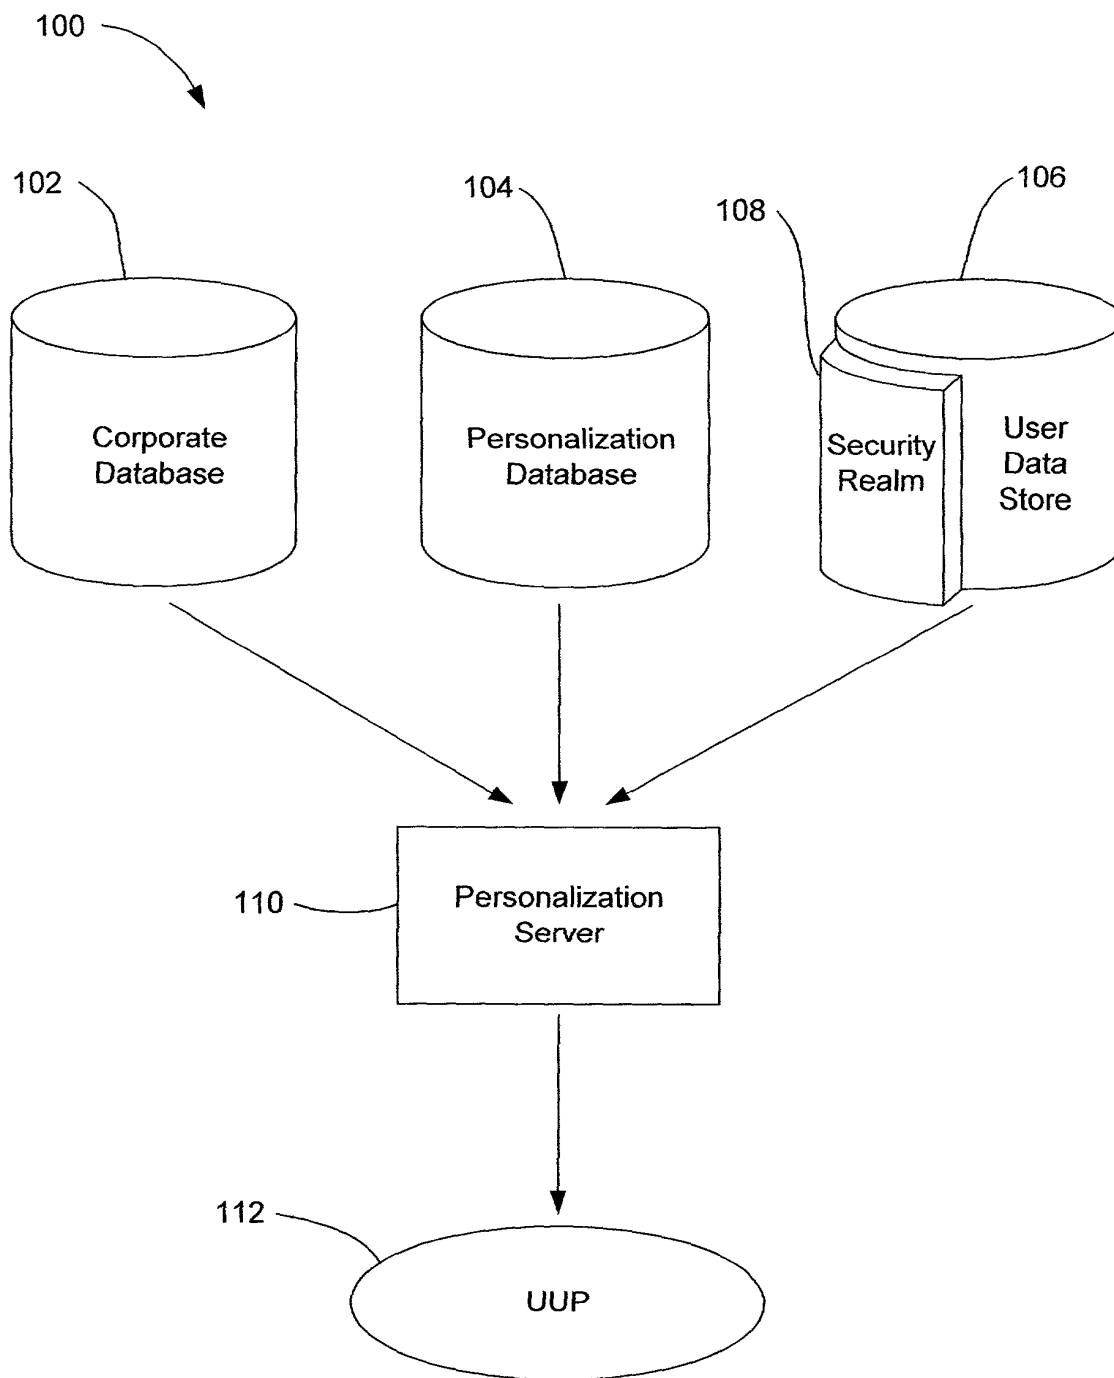 100
102
104
106
108
Corporate
Database
Personalization
Database
Security
Realm
User
Data
Store
110
Personalization
Server
112
UUP